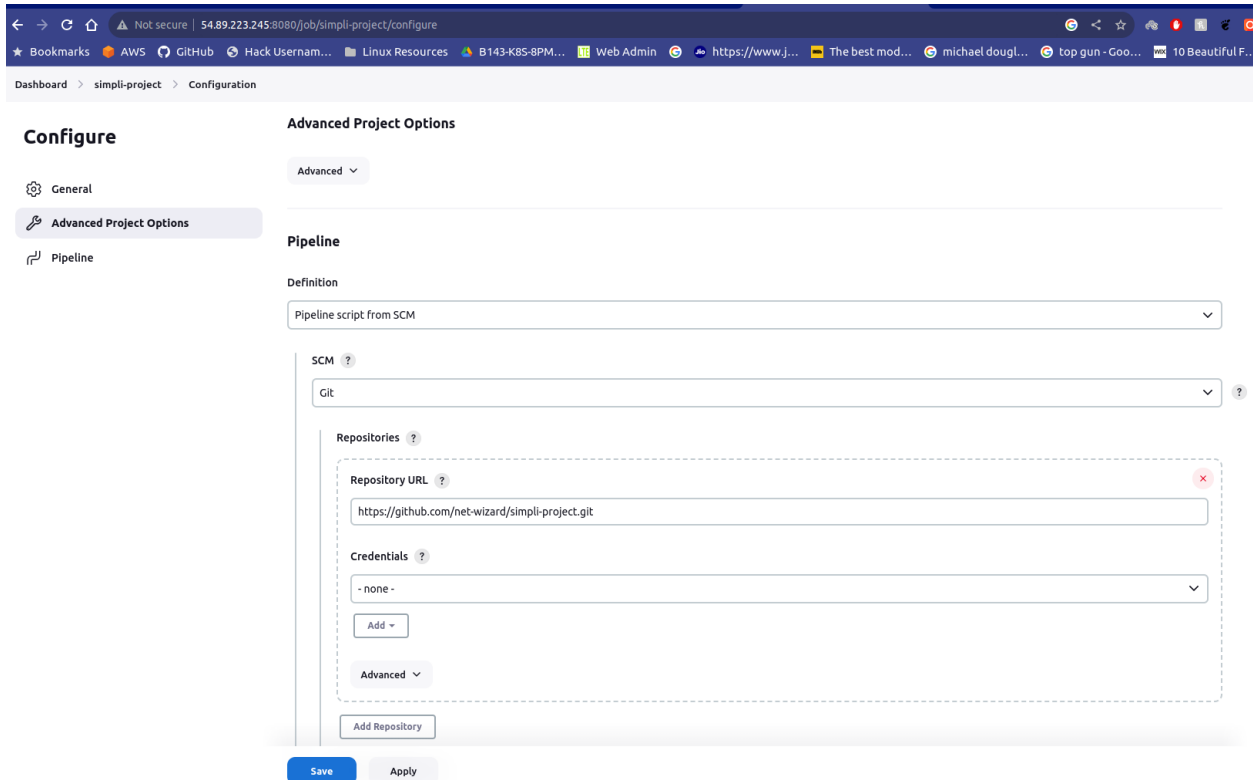 Not secure | 54.89.223.245:8080/job/simpli-project/configure
Bookmarks AWS GitHub Hack Usernam... Linux Resources B143-K8S-8PM... Web Admin https://www.j... The best mod... michael dougl... top gun - Goo... 10 Beautiful F...
Dashboard > simpli-project > Configuration
Configure
General
Advanced Project Options
Pipeline
Advanced Project Options
Advanced
Pipeline
Definition
Pipeline script from SCM
SCM ?
Git
?
Repositories ?
Repository URL ?
https://github.com/net-wizard/simpli-project.git
Credentials ?
- none -
Add
Advanced
Add Repository
Save Apply